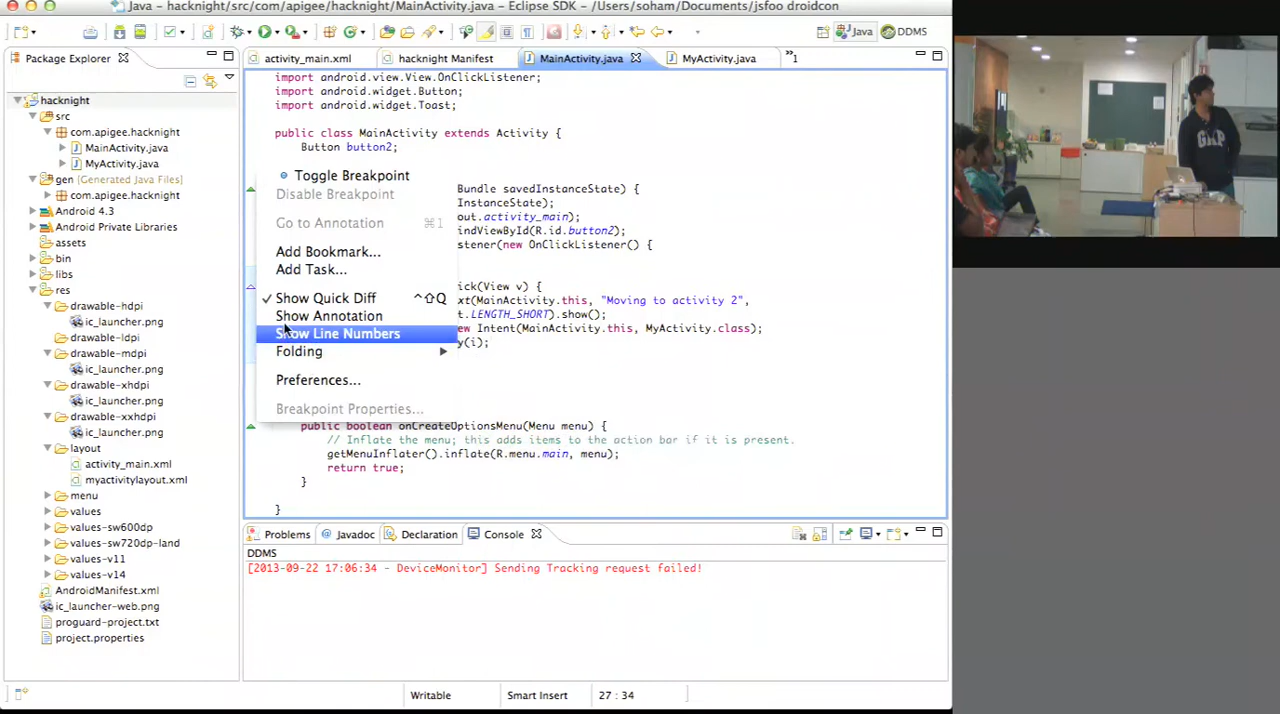 Java - hacknight/src/com/apigee/hacknight/MainActivity.java - Eclipse SDK - /Users/soham/Documents/jsfoo droidcon
Java
DDMS
Package Explorer
activity_main.xml
hacknight Manifest
MainActivity.java
MyActivity.java
»1
hacknight
src
com.apigee.hacknight
MainActivity.java
MyActivity.java
gen [Generated Java Files]
com.apigee.hacknight
Android 4.3
Android Private Libraries
assets
bin
libs
res
drawable-hdpi
ic_launcher.png
drawable-ldpi
drawable-mdpi
ic_launcher.png
drawable-xhdpi
ic_launcher.png
drawable-xxhdpi
ic_launcher.png
layout
activity_main.xml
myactivitylayout.xml
menu
values
values-sw600dp
values-sw720dp-land
values-v11
values-v14
AndroidManifest.xml
ic_launcher-web.png
proguard-project.txt
project.properties
import android.view.View.OnClickListener;
import android.widget.Button;
import android.widget.Toast;
public class MainActivity extends Activity {
Button button2;
Bundle savedInstanceState) {
nstanceState);
out.activity_main);
indViewById(R.id.button2);
stener(new OnClickListener() {
ick(View v) {
xt(MainActivity.this, "Moving to activity 2",
t.LENGTH_SHORT).show();
ew Intent(MainActivity.this, MyActivity.class);
y(i);
public boolean onCreateOptionsMenu(Menu menu) {
// Inflate the menu; this adds items to the action bar if it is present.
getMenuInflater().inflate(R.menu.main, menu);
return true;
}
}
Toggle Breakpoint
Disable Breakpoint
Go to Annotation ⌘1
Add Bookmark...
Add Task...
✓ Show Quick Diff ^⇧Q
Show Annotation
Show Line Numbers
Folding
Preferences...
Breakpoint Properties...
Problems
@ Javadoc
Declaration
Console
DDMS
[2013-09-22 17:06:34 - DeviceMonitor] Sending Tracking request failed!
Writable
Smart Insert
27 : 34
GAP